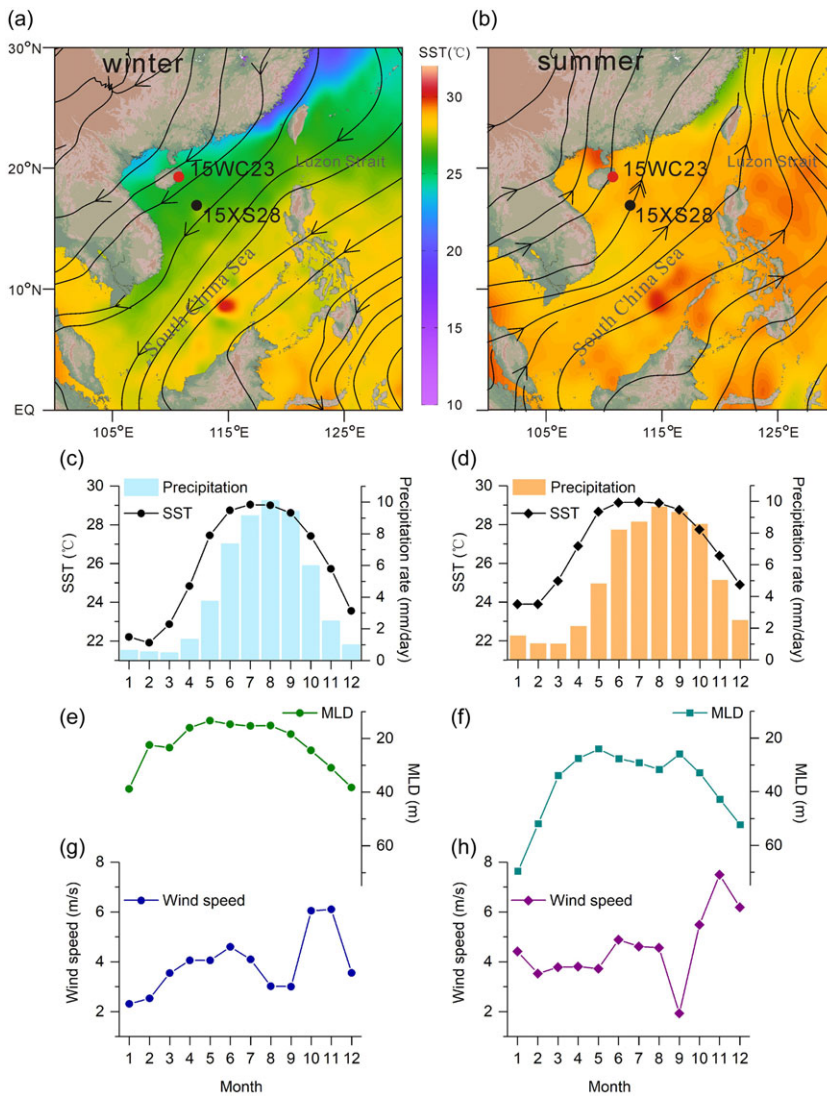 (a)
(b)
30°N
20°N
10°N
EQ
winter
15WC23
15XS28
Luzon Strait
South China Sea
105°E
115°E
125°E
SST(℃)
30
25
20
15
10
summer
15WC23
15XS28
Luzon Strait
South China Sea
105°E
115°E
125°E
(c)
30
28
26
24
22
SST (℃)
Precipitation
SST
10
8
6
4
2
0
Precipitation rate (mm/day)
1 2 3 4 5 6 7 8 9 10 11 12
(d)
30
28
26
24
22
SST (℃)
Precipitation
SST
10
8
6
4
2
0
Precipitation rate (mm/day)
1 2 3 4 5 6 7 8 9 10 11 12
(e)
MLD
20
40
60
MLD (m)
(f)
MLD
20
40
60
MLD (m)
(g)
8
6
4
2
Wind speed (m/s)
Wind speed
1 2 3 4 5 6 7 8 9 10 11 12
Month
(h)
8
6
4
2
Wind speed (m/s)
Wind speed
1 2 3 4 5 6 7 8 9 10 11 12
Month